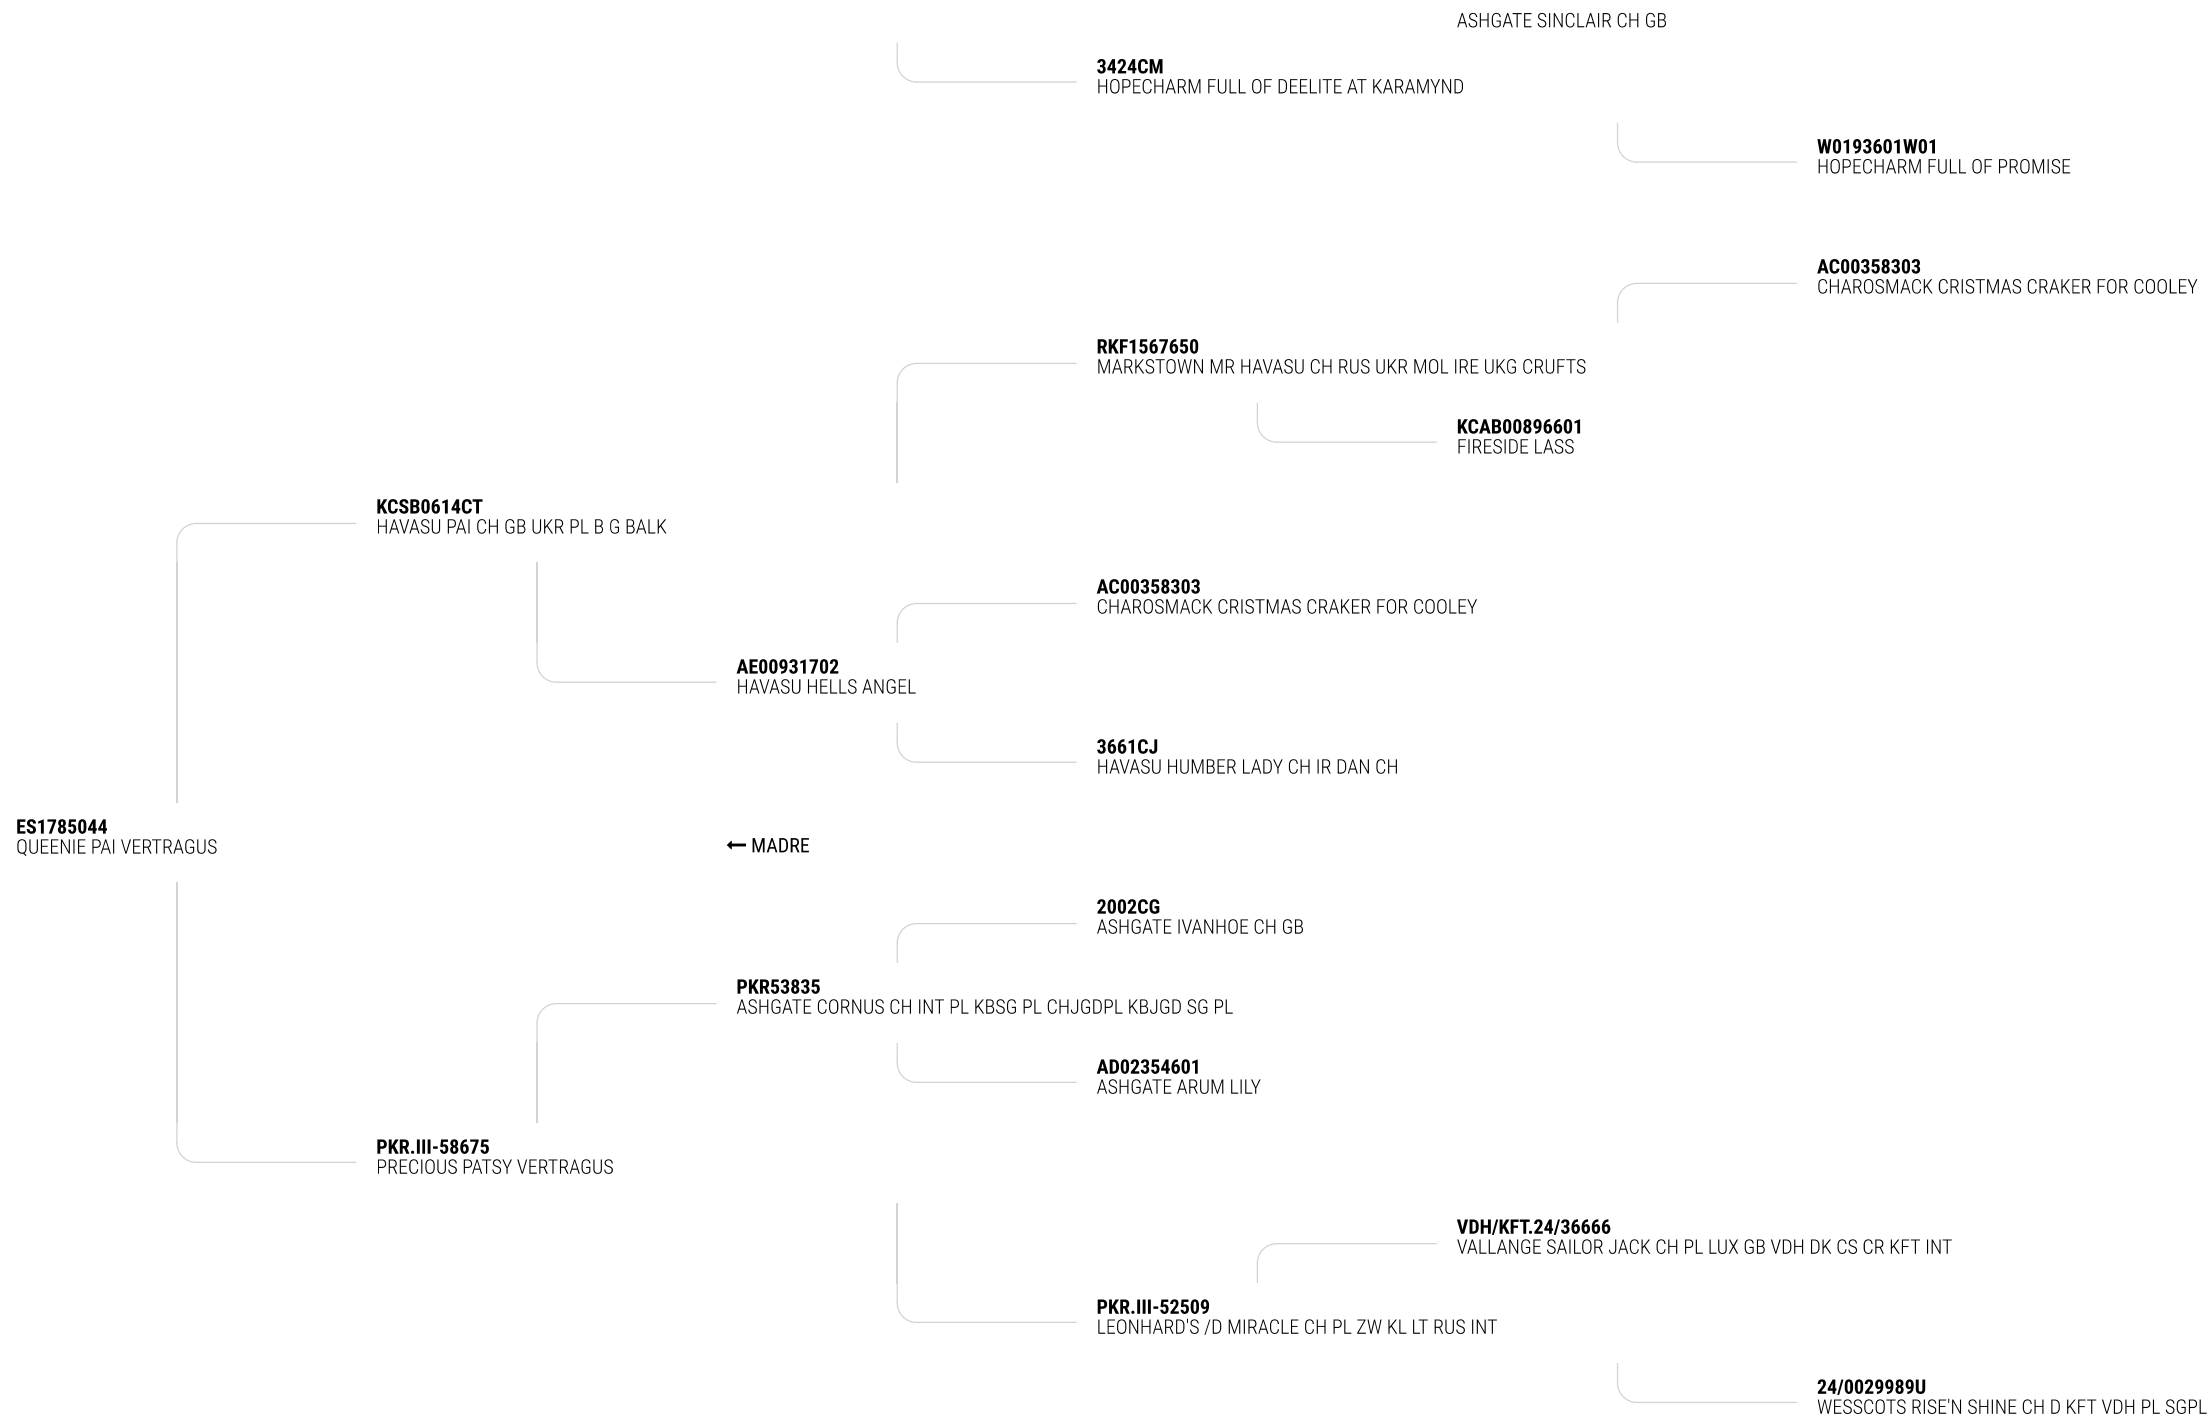 ASHGATE SINCLAIR CH GB
3424CM
HOPECHARM FULL OF DEELITE AT KARAMYND
W0193601W01
HOPECHARM FULL OF PROMISE
AC00358303
CHAROSMACK CRISTMAS CRAKER FOR COOLEY
RKF1567650
MARKSTOWN MR HAVASU CH RUS UKR MOL IRE UKG CRUFTS
KCAB00896601
FIRESIDE LASS
KCSB0614CT
HAVASU PAI CH GB UKR PL B G BALK
AC00358303
CHAROSMACK CRISTMAS CRAKER FOR COOLEY
AE00931702
HAVASU HELLS ANGEL
3661CJ
HAVASU HUMBER LADY CH IR DAN CH
ES1785044
QUEENIE PAI VERTRAGUS
← MADRE
2002CG
ASHGATE IVANHOE CH GB
PKR53835
ASHGATE CORNUS CH INT PL KBSG PL CHJGDPL KBJGD SG PL
AD02354601
ASHGATE ARUM LILY
PKR.III-58675
PRECIOUS PATSY VERTRAGUS
VDH/KFT.24/36666
VALLANGE SAILOR JACK CH PL LUX GB VDH DK CS CR KFT INT
PKR.III-52509
LEONHARD'S /D MIRACLE CH PL ZW KL LT RUS INT
24/0029989U
WESSCOTS RISE'N SHINE CH D KFT VDH PL SGPL